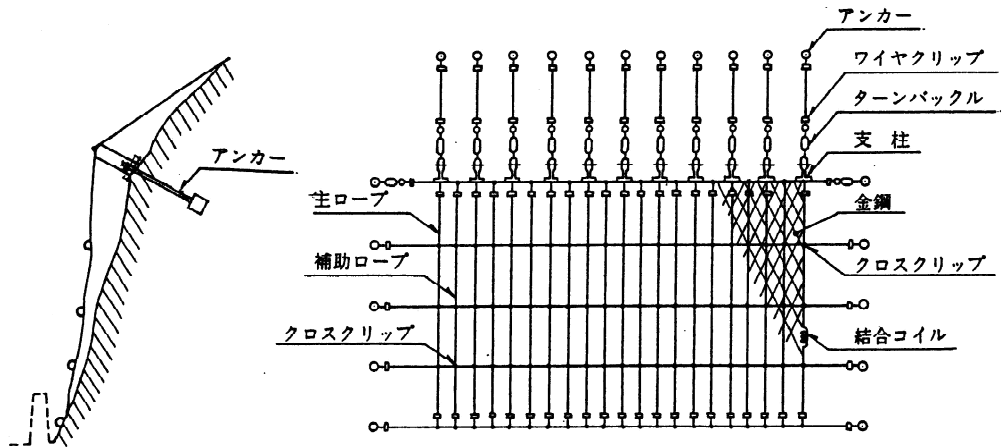 アンカー
ワイヤクリップ
ターンバックル
支柱
アンカー
主ロープ
金鋼
補助ロープ
クロスクリップ
クロスクリップ
結合コイル